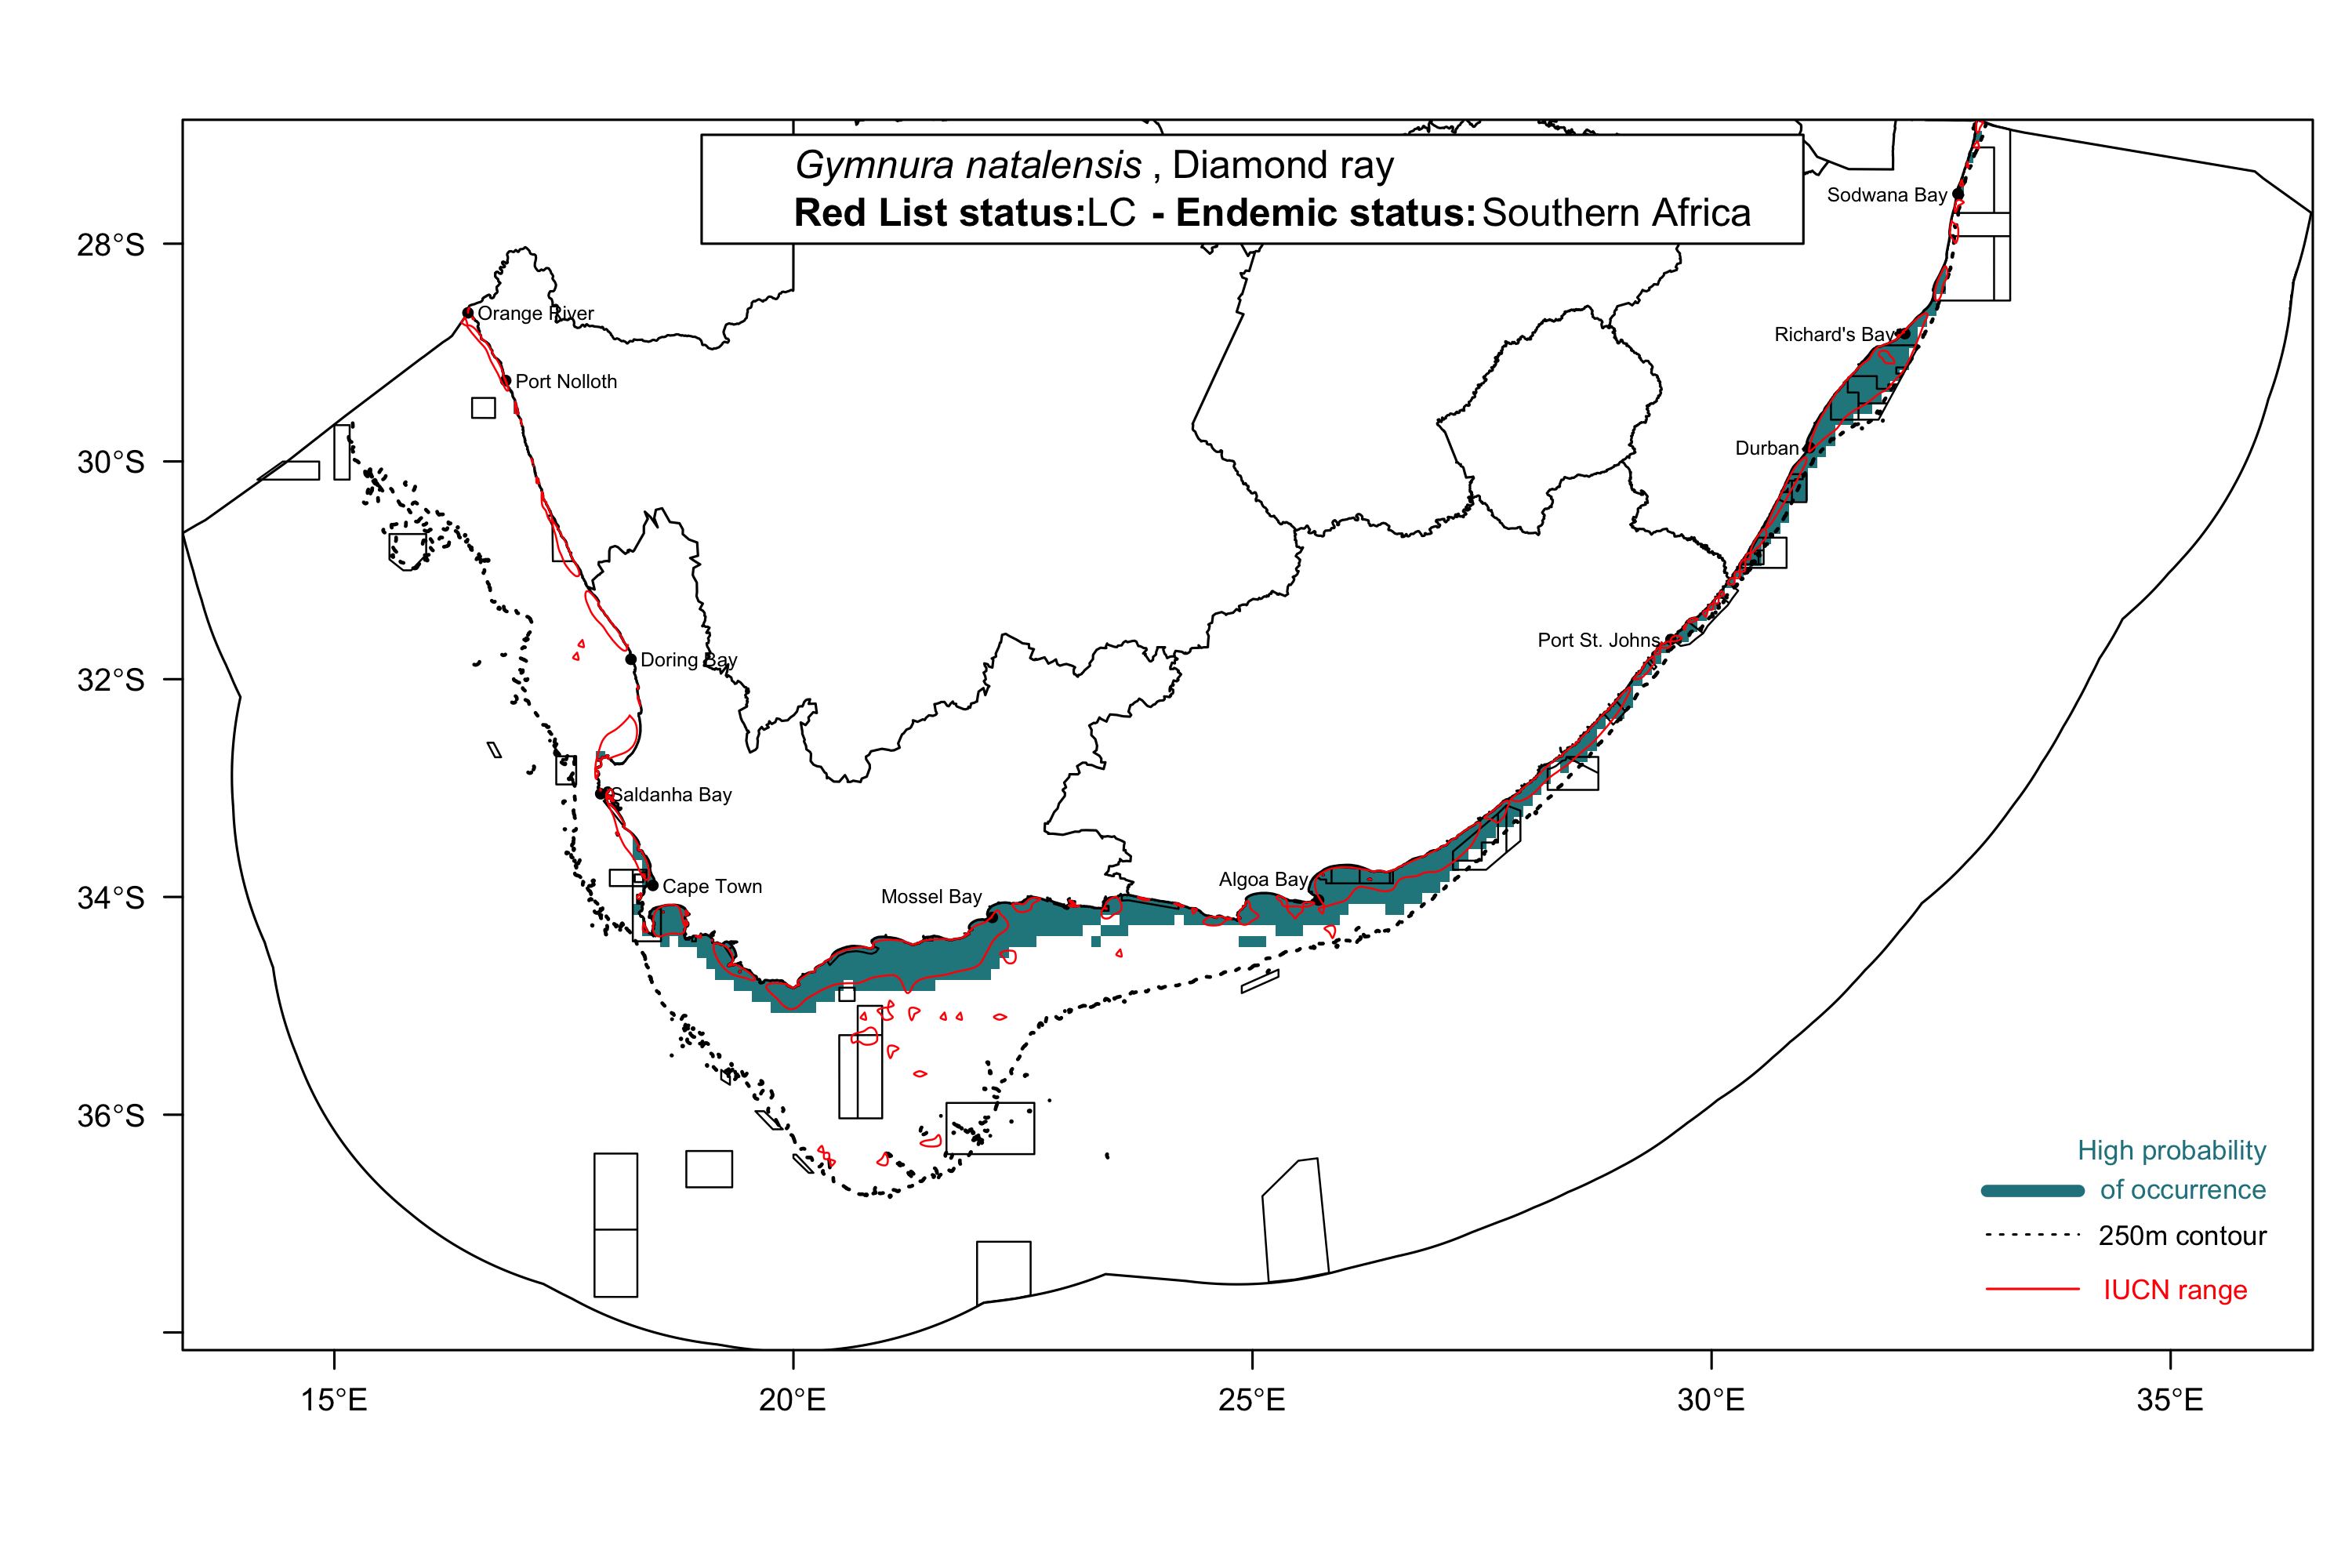 Gymnura natalensis , Diamond ray
Red List status:LC - Endemic status:Southern Africa
Sodwana Bay
28°S
Orange River
Richard's Bay
Port Nolloth
Durban
30°S
Port St. Johns
Doring Bay
32°S
Saldanha Bay
Algoa Bay
Cape Town
Mossel Bay
34°S
36°S
High probability
of occurrence
250m contour
IUCN range
15°E
20°E
25°E
30°E
35°E